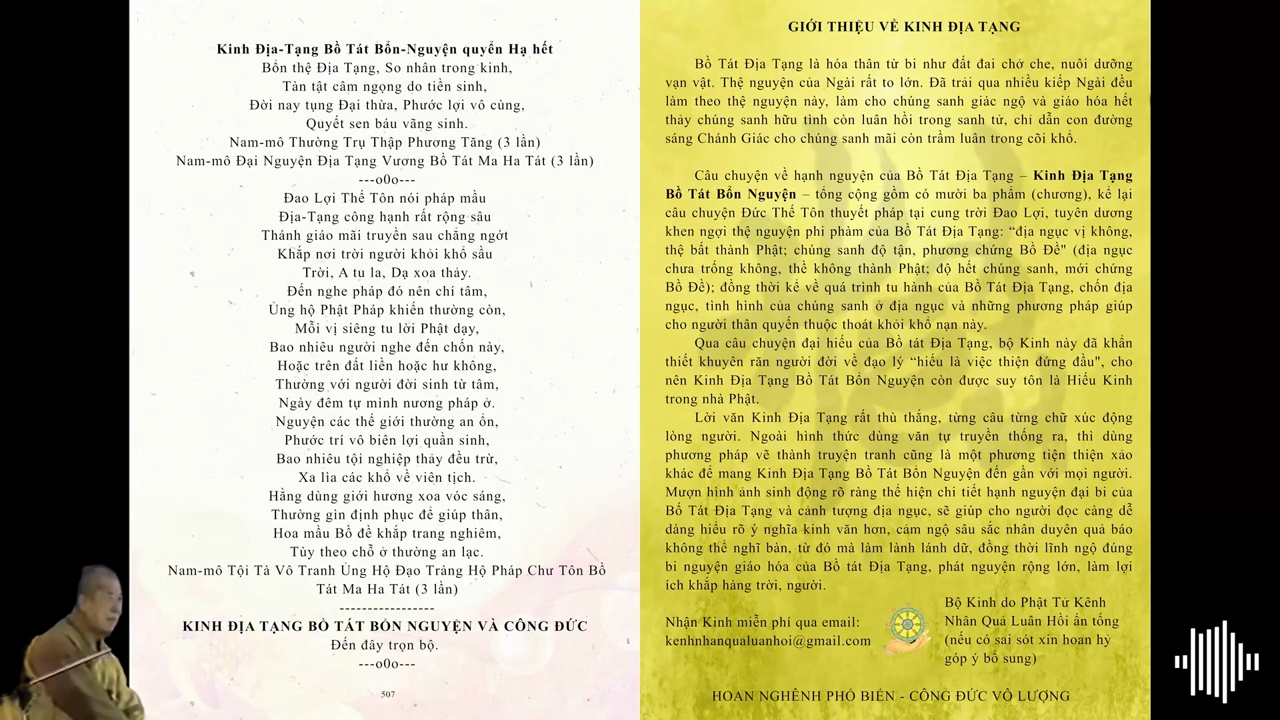 Kinh Địa-Tạng Bồ Tát Bổn-Nguyện quyển Hạ hết
Bổn thệ Địa Tạng, So nhân trong kinh,
Tàn tật câm ngọng do tiền sinh,
Đời nay tụng Đại thừa, Phước lợi vô cùng,
Quyết sen báu vãng sinh.
Nam-mô Thường Trụ Thập Phương Tăng (3 lần)
Nam-mô Đại Nguyện Địa Tạng Vương Bồ Tát Ma Ha Tát (3 lần)
---o0o---
Đao Lợi Thế Tôn nói pháp mầu
Địa-Tạng công hạnh rất rộng sâu
Thánh giáo mãi truyền sau chẳng ngớt
Khắp nơi trời người khỏi khổ sầu
Trời, A tu la, Dạ xoa thảy.
Đến nghe pháp đó nên chí tâm,
Ủng hộ Phật Pháp khiến thường còn,
Mỗi vị siêng tu lời Phật dạy,
Bao nhiêu người nghe đến chốn này,
Hoặc trên đất liền hoặc hư không,
Thường với người đời sinh từ tâm,
Ngày đêm tự mình nương pháp ở.
Nguyện các thế giới thường an ổn,
Phước trí vô biên lợi quần sinh,
Bao nhiêu tội nghiệp thảy đều trừ,
Xa lìa các khổ về viên tịch.
Hằng dùng giới hương xoa vóc sáng,
Thường gìn định phục để giúp thân,
Hoa mầu Bồ đề khắp trang nghiêm,
Tùy theo chỗ ở thường an lạc.
Nam-mô Tội Tà Vô Tranh Ủng Hộ Đạo Tràng Hộ Pháp Chư Tôn Bồ
Tát Ma Ha Tát (3 lần)
-----------------
KINH ĐỊA TẠNG BỒ TÁT BỔN NGUYỆN VÀ CÔNG ĐỨC
Đến đây trọn bộ.
---o0o---
507
GIỚI THIỆU VỀ KINH ĐỊA TẠNG
Bồ Tát Địa Tạng là hóa thân từ bi như đất đai chở che, nuôi dưỡng
vạn vật. Thệ nguyện của Ngài rất to lớn. Đã trải qua nhiều kiếp Ngài đều
làm theo thệ nguyện này, làm cho chúng sanh giác ngộ và giáo hóa hết
thảy chúng sanh hữu tình còn luân hồi trong sanh tử, chỉ dẫn con đường
sáng Chánh Giác cho chúng sanh mãi còn trầm luân trong cõi khổ.
Câu chuyện về hạnh nguyện của Bồ Tát Địa Tạng – Kinh Địa Tạng
Bồ Tát Bổn Nguyện – tổng cộng gồm có mười ba phẩm (chương), kể lại
câu chuyện Đức Thế Tôn thuyết pháp tại cung trời Đao Lợi, tuyên dương
khen ngợi thệ nguyện phi phàm của Bồ Tát Địa Tạng: “địa ngục vị không,
thệ bất thành Phật; chúng sanh độ tận, phương chứng Bồ Đề" (địa ngục
chưa trống không, thề không thành Phật; độ hết chúng sanh, mới chứng
Bồ Đề); đồng thời kể về quá trình tu hành của Bồ Tát Địa Tạng, chốn địa
ngục, tình hình của chúng sanh ở địa ngục và những phương pháp giúp
cho người thân quyến thuộc thoát khỏi khổ nạn này.
Qua câu chuyện đại hiếu của Bồ tát Địa Tạng, bộ Kinh này đã khẩn
thiết khuyên răn người đời về đạo lý “hiếu là việc thiện đứng đầu", cho
nên Kinh Địa Tạng Bồ Tát Bổn Nguyện còn được suy tôn là Hiếu Kinh
trong nhà Phật.
Lời văn Kinh Địa Tạng rất thù thắng, từng câu từng chữ xúc động
lòng người. Ngoài hình thức dùng văn tự truyền thống ra, thì dùng
phương pháp vẽ thành truyện tranh cũng là một phương tiện thiện xảo
khác để mang Kinh Địa Tạng Bồ Tát Bổn Nguyện đến gần với mọi người.
Mượn hình ảnh sinh động rõ ràng thể hiện chi tiết hạnh nguyện đại bi của
Bồ Tát Địa Tạng và cảnh tượng địa ngục, sẽ giúp cho người đọc càng dễ
dàng hiểu rõ ý nghĩa kinh văn hơn, cảm ngộ sâu sắc nhân duyên quả báo
không thể nghĩ bàn, từ đó mà làm lành lánh dữ, đồng thời lĩnh ngộ đúng
bi nguyện giáo hóa của Bồ tát Địa Tạng, phát nguyện rộng lớn, làm lợi
ích khắp hàng trời, người.
Nhận Kinh miễn phí qua email:
kenhnhanqualuanhoi@gmail.com
Bộ Kinh do Phật Tử Kênh
Nhân Quả Luân Hồi ấn tống
(nếu có sai sót xin hoan hỷ
góp ý bổ sung)
HOAN NGHÊNH PHỔ BIẾN - CÔNG ĐỨC VÔ LƯỢNG